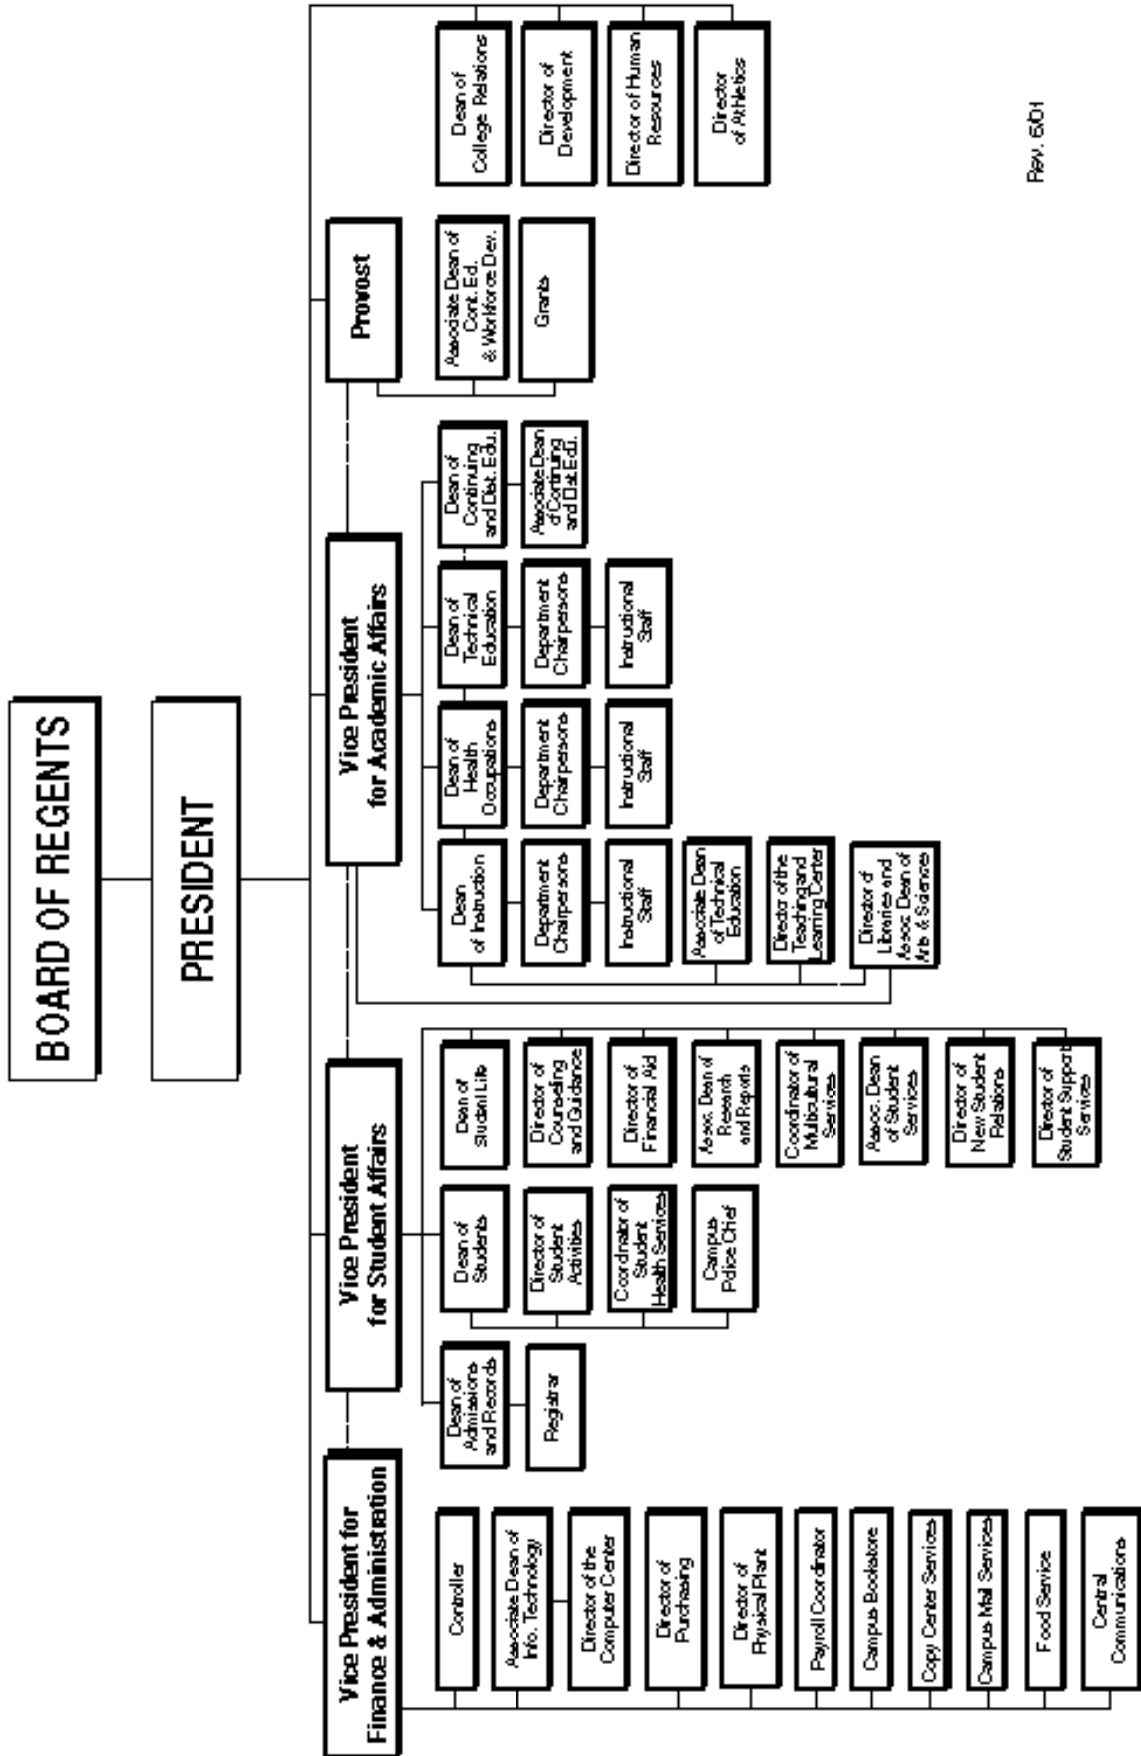 BOARD OF REGENTS
PRESIDENT
Vice President for
Finance & Administration
Controller
Associate Dean of
Info. Technology
Director of the
Computer Center
Director of
Purchasing
Director of
Physical Plant
Payroll Coordinator
Campus Bookstore
Copy Center Services
Campus Mail Services
Food Service
Central
Communications
Vice President
for Student Affairs
Dean of
Admissions
and Records
Registrar
Dean of
Students
Director of
Student
Activities
Coordinator of
Student
Health Services
Campus
Police Chief
Dean of
Student Life
Director of
Counseling
and Guidance
Director of
Financial Aid
Assoc. Dean of
Research
and Reports
Coordinator of
Multicultural
Services
Assoc. Dean
of Student
Services
Director of
New Student
Relations
Director of
Student Support
Services
Vice President
for Academic Affairs
Dean
of Instruction
Department
Chairpersons
Instructional
Staff
Associate Dean
of Technical
Education
Director of the
Teaching and
Learning Center
Director of
Libraries and
Assoc. Dean of
Arts & Sciences
Dean of
Health
Occupations
Department
Chairpersons
Instructional
Staff
Dean of
Technical
Education
Department
Chairpersons
Instructional
Staff
Dean of
Continuing
and Dist. Edu.
Associate Dean
of Continuing
and Dist. Edu.
Provost
Associate Dean of
Cont. Ed.
& Workforce Dev.
Grants
Dean of
College Relations
Director of
Development
Director of Human
Resources
Director
of Athletics
Rev. 6/01